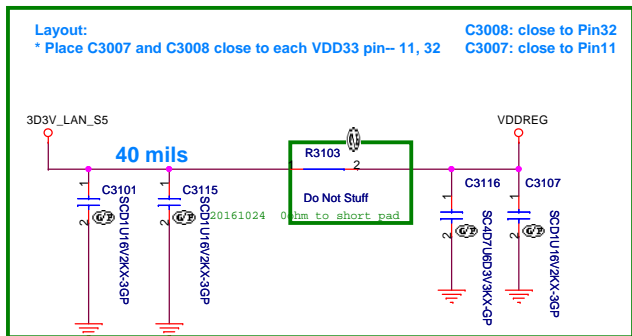 Layout:
* Place C3007 and C3008 close to each VDD33 pin-- 11, 32
C3008: close to Pin32
C3007: close to Pin11
3D3V_LAN_S5
VDDREG
40 mils
R3103
1
2
Do Not Stuff
20161024 0ohm to short pad
C3101
1
2
SCD1U16V2KX-3GP
C3115
1
2
SCD1U16V2KX-3GP
C3116
1
2
SC4D7U6D3V3KX-GP
C3107
1
2
SCD1U16V2KX-3GP